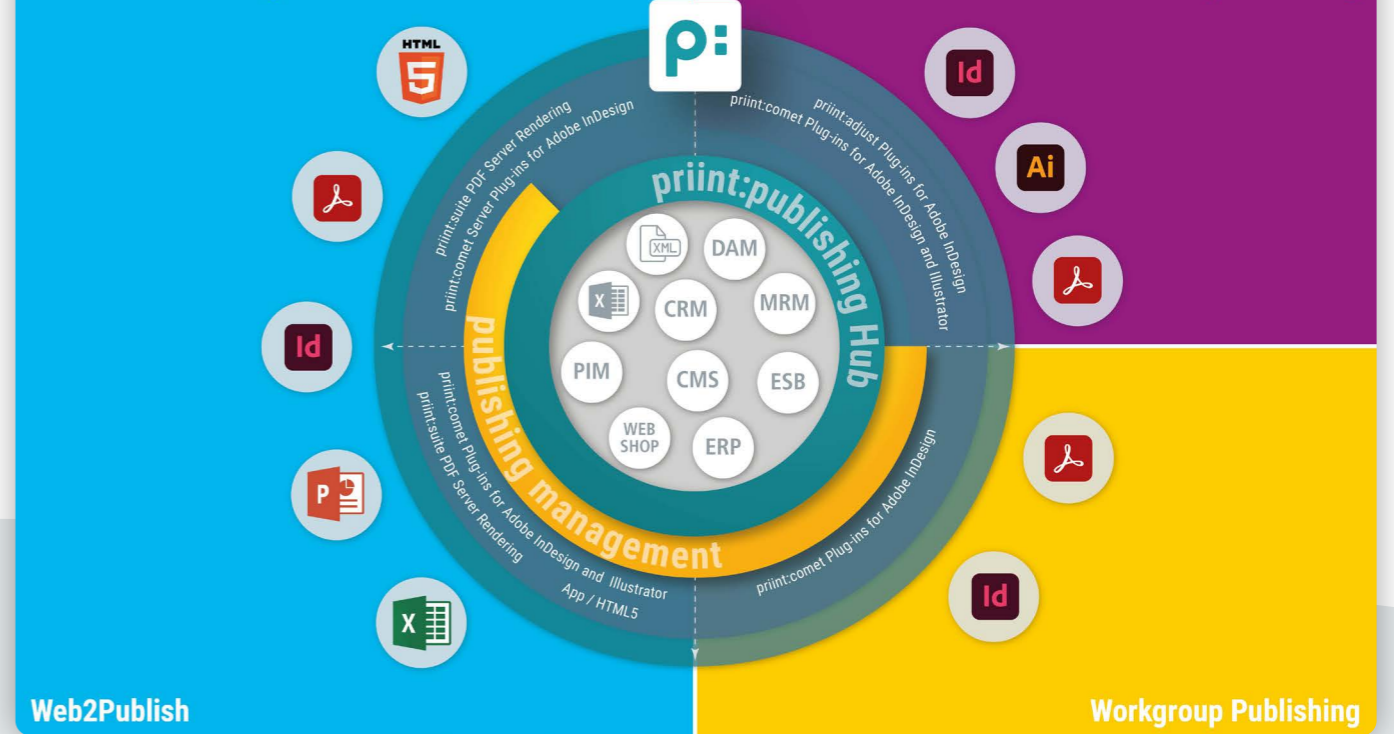 p:
HTML
5
Id
Ai
priint:suite PDF Server Rendering
priint:comet Server Plug-ins for Adobe InDesign
priint:adjust Plug-ins for Adobe InDesign
priint:comet Plug-ins for Adobe InDesign and Illustrator
priint:publishing Hub
XML
DAM
X
CRM
MRM
PIM
CMS
ESB
WEB
SHOP
ERP
Id
publishing management
priint:comet Plug-ins for Adobe InDesign and Illustrator
priint:suite PDF Server Rendering
App / HTML5
priint:comet Plug-ins for Adobe InDesign
P
X
Id
Web2Publish
Workgroup Publishing